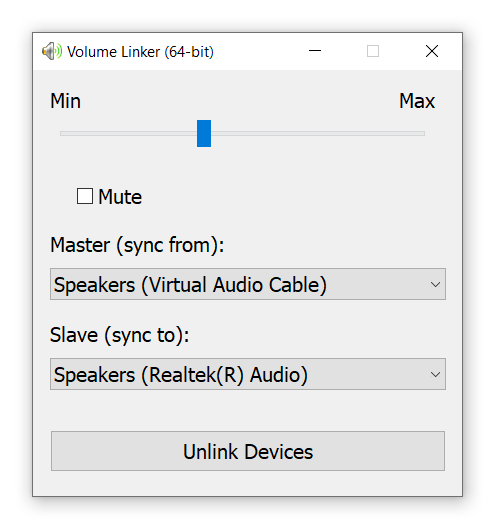 Volume Linker (64-bit)
Min Max
Mute
Master (sync from):
Speakers (Virtual Audio Cable)
Slave (sync to):
Speakers (Realtek(R) Audio)
Unlink Devices